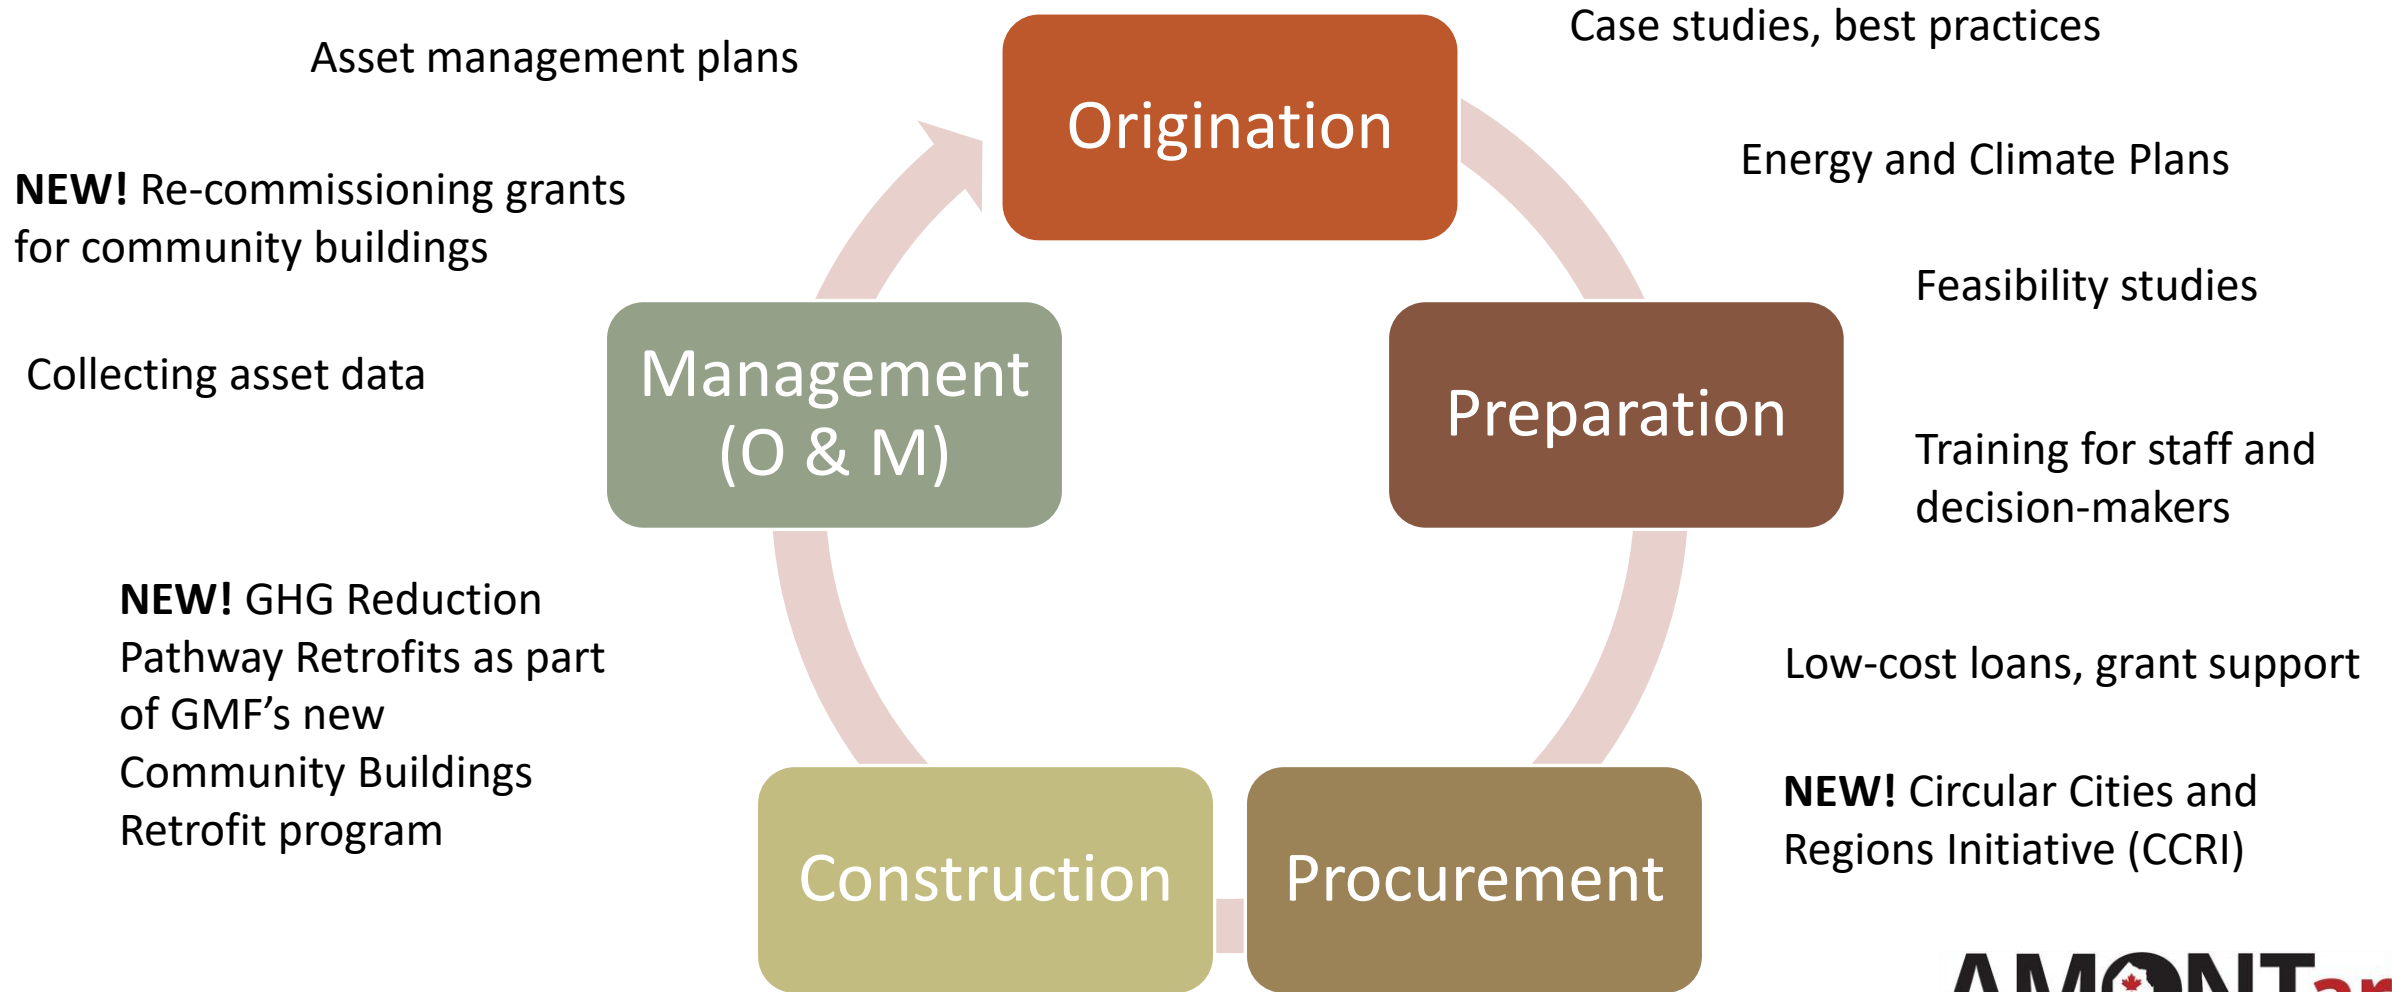 Case studies, best practices
Asset management plans
Origination
Energy and Climate Plans
NEW! Re-commissioning grants
for community buildings
Feasibility studies
Management
(O & M)
Preparation
Collecting asset data
Training for staff and
decision-makers
NEW! GHG Reduction
Pathway Retrofits as part
of GMF’s new
Community Buildings
Retrofit program
Low-cost loans, grant support
NEW! Circular Cities and
Regions Initiative (CCRI)
Construction
Procurement
AMONTar